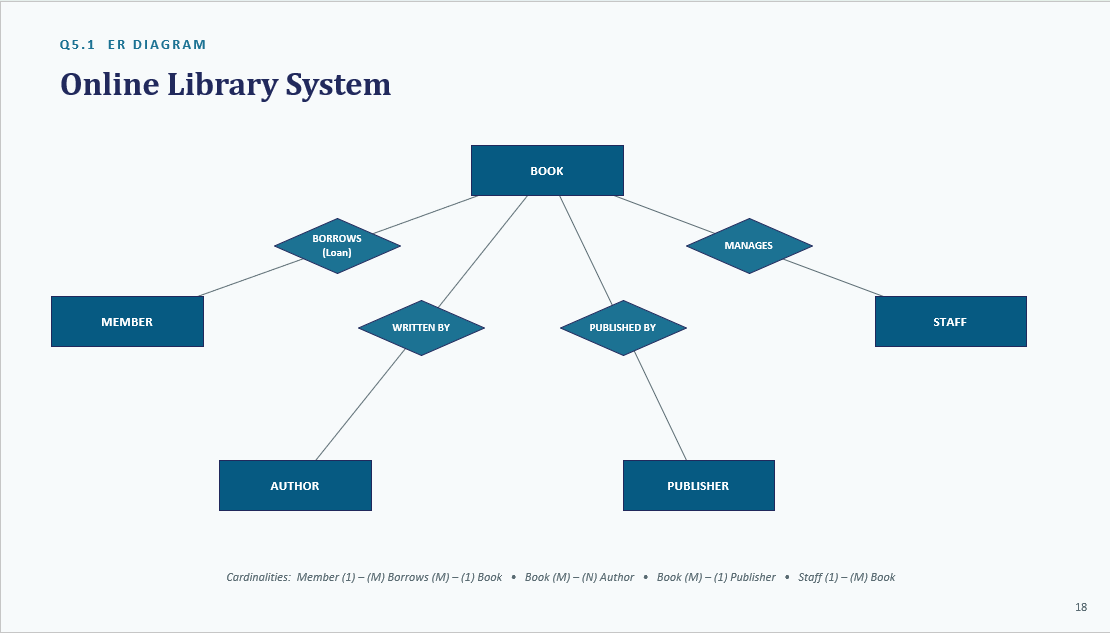 Q5.1 ER DIAGRAM
Online Library System
BOOK
BORROWS
(Loan)
MANAGES
MEMBER
STAFF
WRITTEN BY
PUBLISHED BY
AUTHOR
PUBLISHER
Cardinalities: Member (1) – (M) Borrows (M) – (1) Book • Book (M) – (N) Author • Book (M) – (1) Publisher • Staff (1) – (M) Book
18